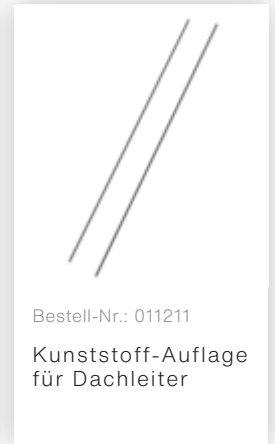 Bestell-Nr.: 011211
Kunststoff-Auflage
für Dachleiter